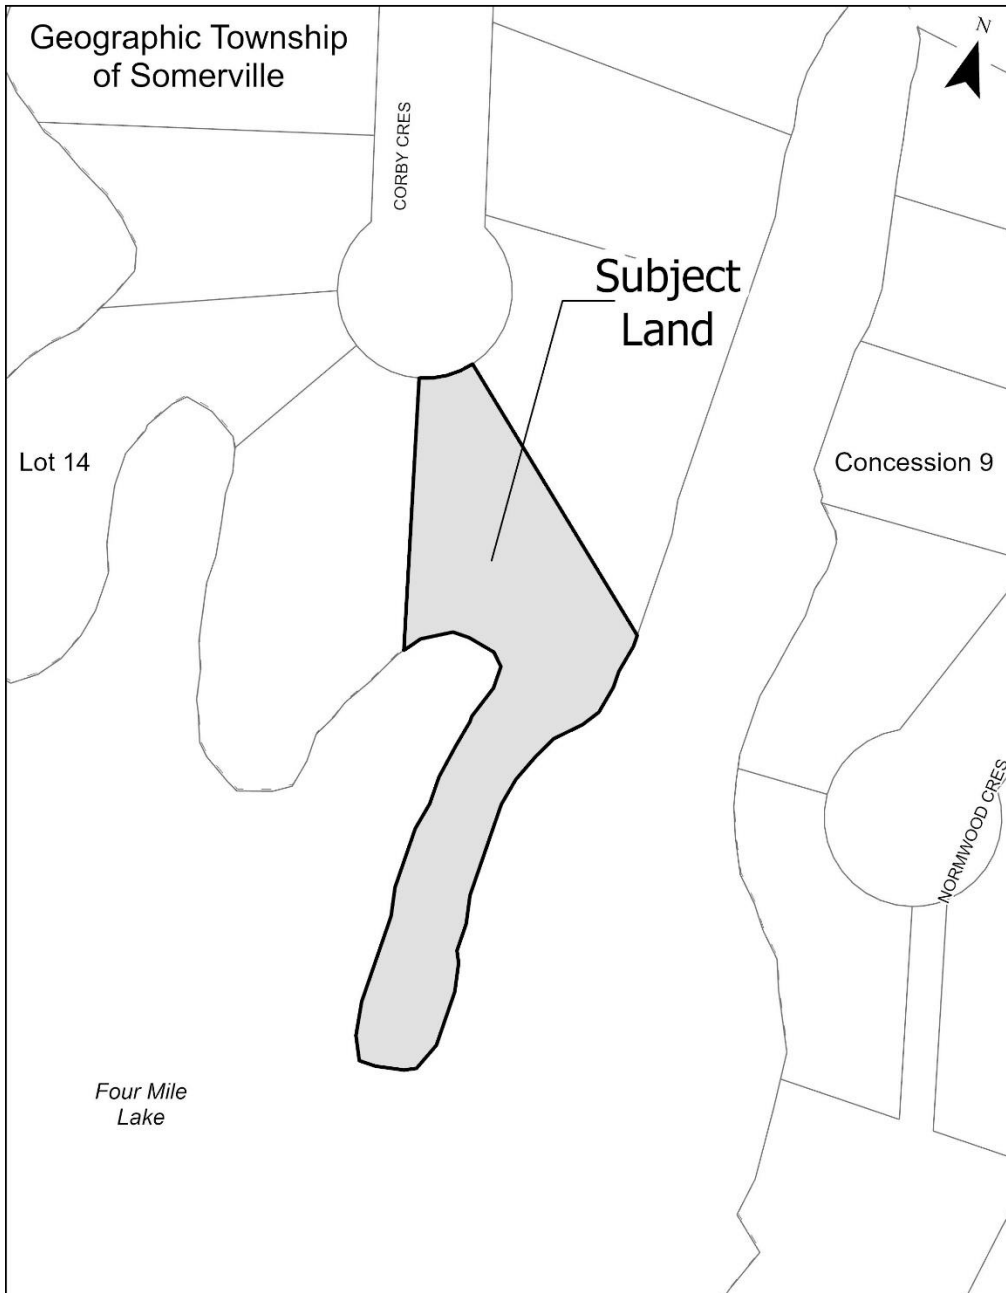 Geographic Township
of Somerville
N
CORBY CRES
Subject
Land
Lot 14
Concession 9
NORMWOOD CRES
Four Mile
Lake